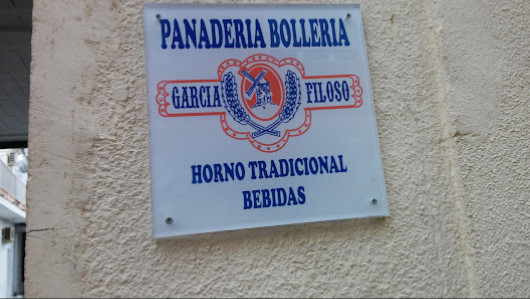 PANADERIA BOLLERIA
GARCIA FILOSO
HORNO TRADICIONAL
BEBIDAS